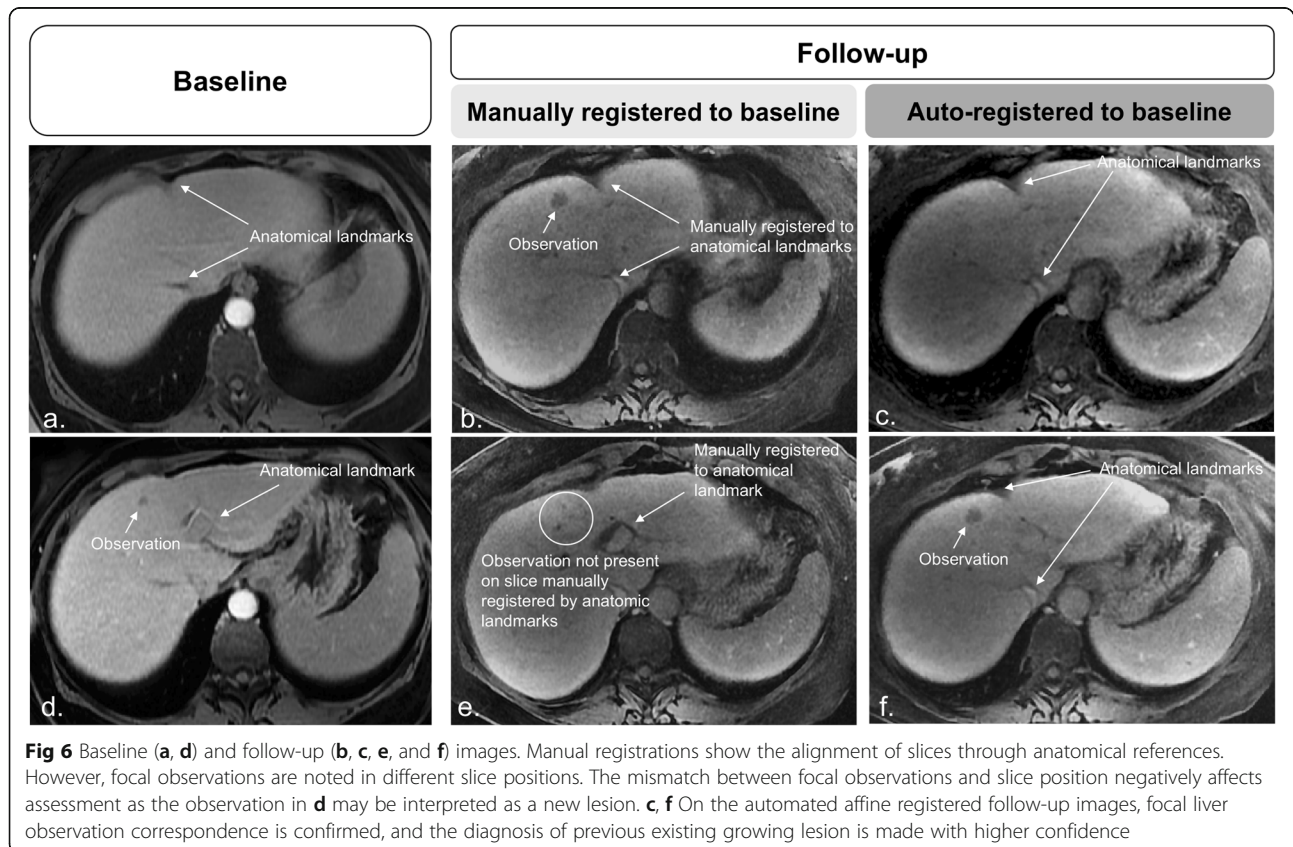 Baseline
Follow-up
Manually registered to baseline
Auto-registered to baseline
Anatomical landmarks
a.
Observation
Manually registered to
anatomical landmarks
b.
Anatomical landmarks
c.
Anatomical landmark
Observation
d.
Manually registered
to anatomical
landmark
Observation not present
on slice manually
registered by anatomic
landmarks
e.
Anatomical landmarks
Observation
f.
Fig 6 Baseline (a, d) and follow-up (b, c, e, and f) images. Manual registrations show the alignment of slices through anatomical references.
However, focal observations are noted in different slice positions. The mismatch between focal observations and slice position negatively affects
assessment as the observation in d may be interpreted as a new lesion. c, f On the automated affine registered follow-up images, focal liver
observation correspondence is confirmed, and the diagnosis of previous existing growing lesion is made with higher confidence